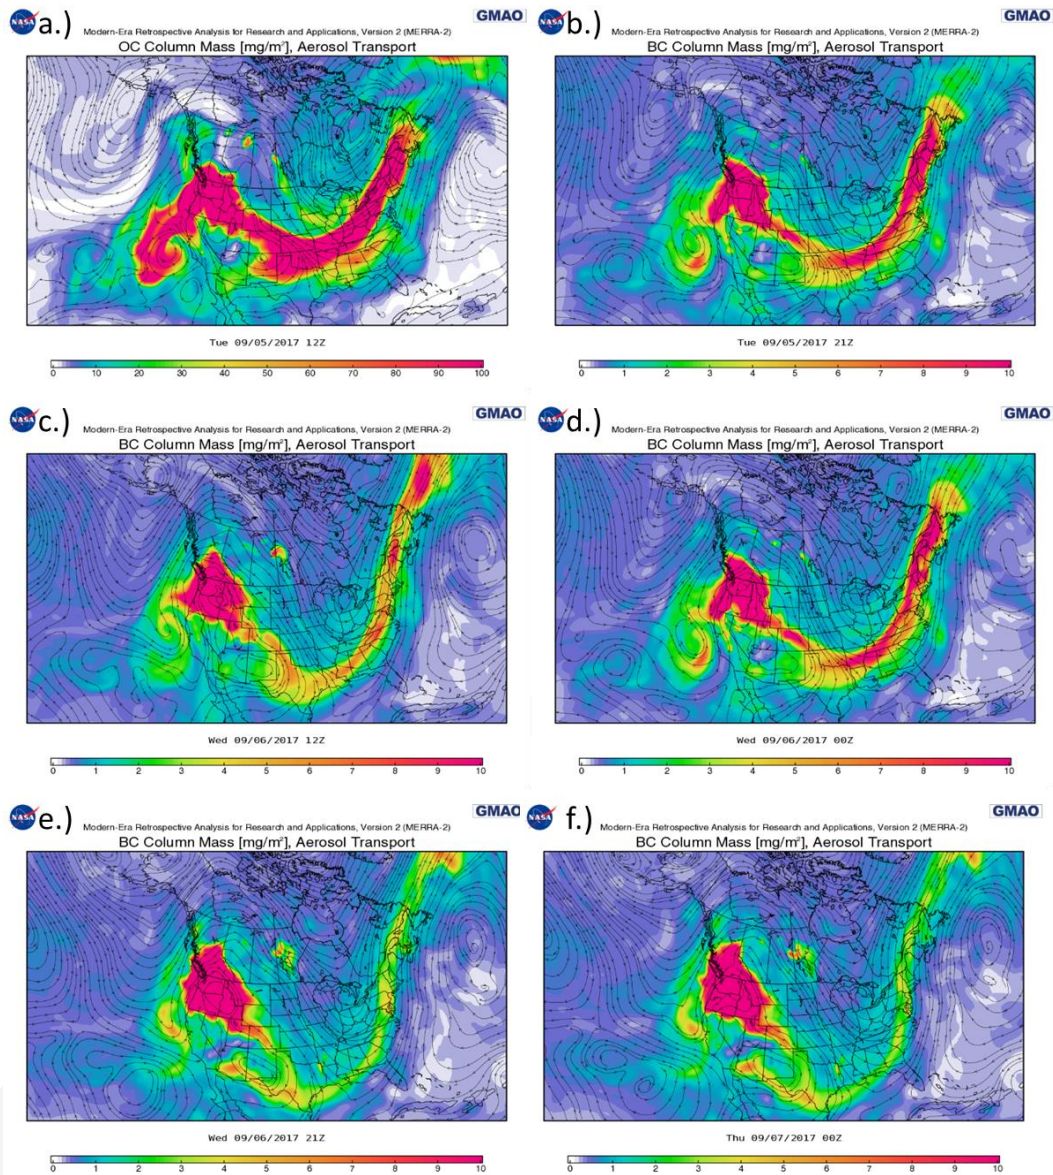 NASA a.) GMAO
Modern-Era Retrospective Analysis for Research and Applications, Version 2 (MERRA-2)
OC Column Mass [mg/m²], Aerosol Transport
Tue 09/05/2017 12Z
0 10 20 30 40 50 60 70 80 90 100
NASA b.) GMAO
Modern-Era Retrospective Analysis for Research and Applications, Version 2 (MERRA-2)
BC Column Mass [mg/m²], Aerosol Transport
Tue 09/05/2017 21Z
0 1 2 3 4 5 6 7 8 9 10
NASA c.) GMAO
Modern-Era Retrospective Analysis for Research and Applications, Version 2 (MERRA-2)
BC Column Mass [mg/m²], Aerosol Transport
Wed 09/06/2017 12Z
0 1 2 3 4 5 6 7 8 9 10
NASA d.) GMAO
Modern-Era Retrospective Analysis for Research and Applications, Version 2 (MERRA-2)
BC Column Mass [mg/m²], Aerosol Transport
Wed 09/06/2017 00Z
0 1 2 3 4 5 6 7 8 9 10
NASA e.) GMAO
Modern-Era Retrospective Analysis for Research and Applications, Version 2 (MERRA-2)
BC Column Mass [mg/m²], Aerosol Transport
Wed 09/06/2017 21Z
0 1 2 3 4 5 6 7 8 9 10
NASA f.) GMAO
Modern-Era Retrospective Analysis for Research and Applications, Version 2 (MERRA-2)
BC Column Mass [mg/m²], Aerosol Transport
Thu 09/07/2017 00Z
0 1 2 3 4 5 6 7 8 9 10